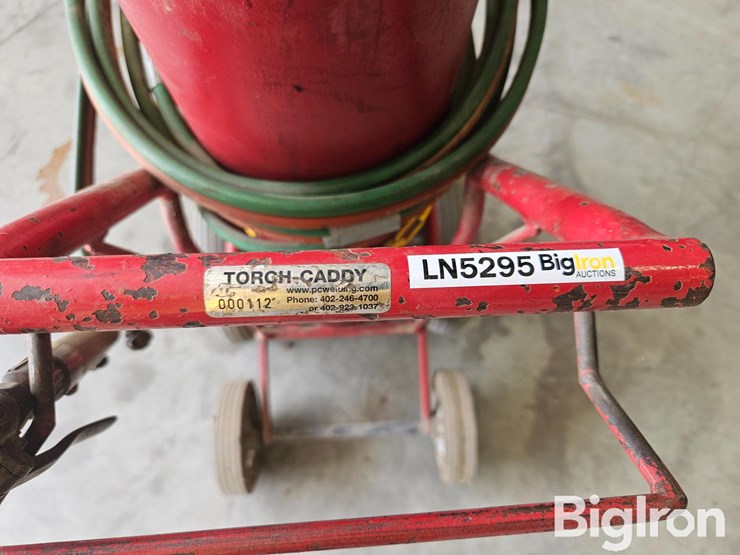 TORCH-CADDY
www.pcwelding.com
000112 Phone: 402-246-4700
or 402-923-1037
LN5295 BigIron
AUCTIONS
BigIron